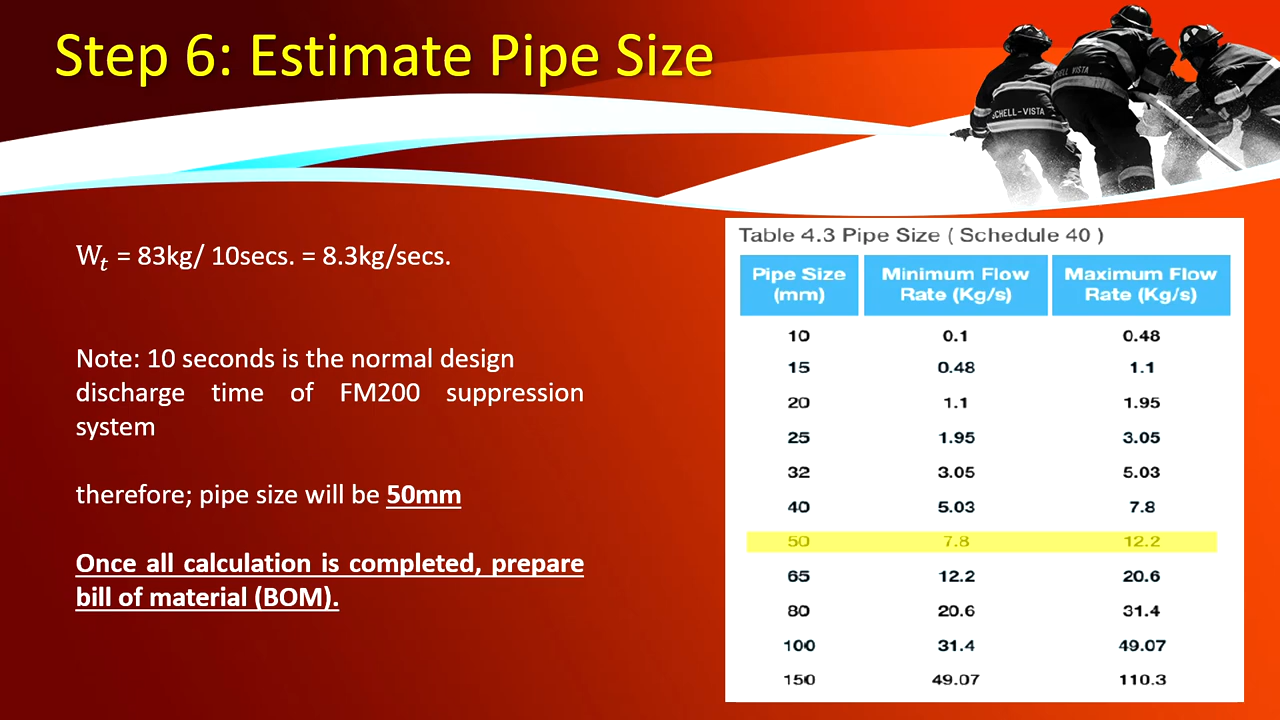 Step 6: Estimate Pipe Size
SCHELL VISTA
SCHELL-VISTA
W𝑡 = 83kg/ 10secs. = 8.3kg/secs.
Note: 10 seconds is the normal design
discharge time of FM200 suppression
system
therefore; pipe size will be 50mm
Once all calculation is completed, prepare
bill of material (BOM).
Table 4.3 Pipe Size ( Schedule 40 )
Pipe Size (mm) Minimum Flow Rate (Kg/s) Maximum Flow Rate (Kg/s)
10 0.1 0.48
15 0.48 1.1
20 1.1 1.95
25 1.95 3.05
32 3.05 5.03
40 5.03 7.8
50 7.8 12.2
65 12.2 20.6
80 20.6 31.4
100 31.4 49.07
150 49.07 110.3